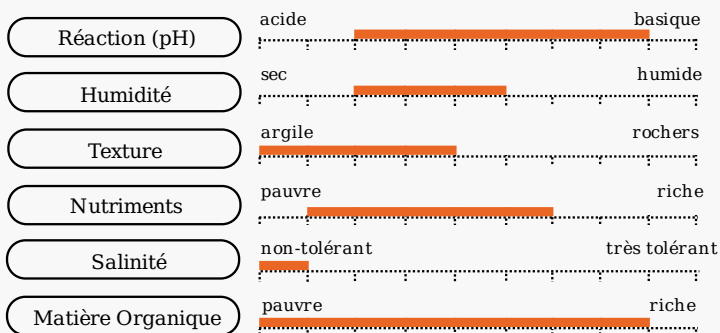 acide basique
Réaction (pH)
sec humide
Humidité
argile rochers
Texture
pauvre riche
Nutriments
non-tolérant très tolérant
Salinité
pauvre riche
Matière Organique